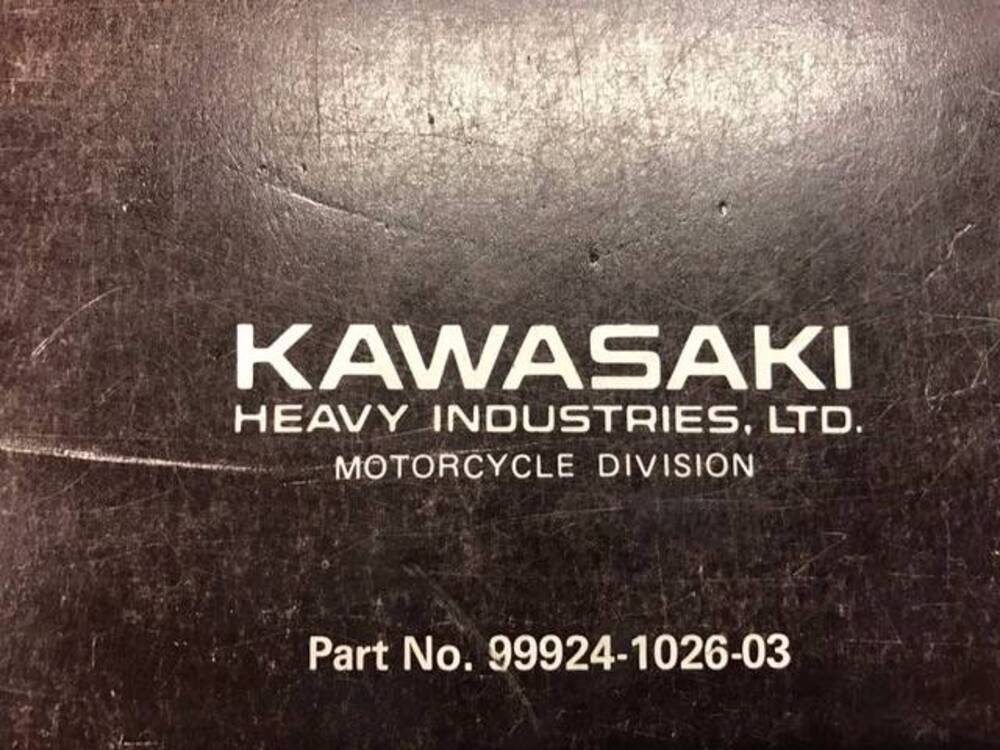 KAWASAKI
HEAVY INDUSTRIES, LTD.
MOTORCYCLE DIVISION
Part No. 99924-1026-03